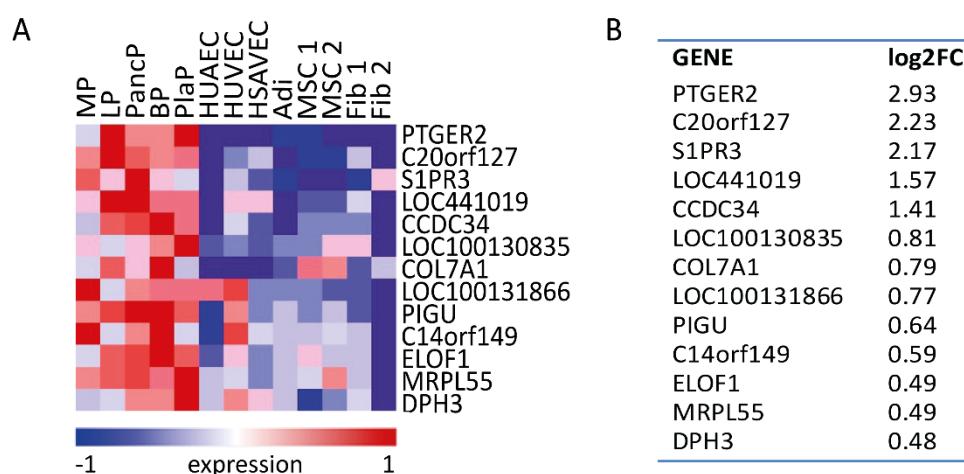 A
MP
LP
PancP
BP
PlaP
HUAEC
HUVEC
HSAVEC
Adi
MSC 1
MSC 2
Fib 1
Fib 2
PTGER2
C20orf127
S1PR3
LOC441019
CCDC34
LOC100130835
COL7A1
LOC100131866
PIGU
C14orf149
ELOF1
MRPL55
DPH3
-1 expression 1
B
GENE log2FC
PTGER2 2.93
C20orf127 2.23
S1PR3 2.17
LOC441019 1.57
CCDC34 1.41
LOC100130835 0.81
COL7A1 0.79
LOC100131866 0.77
PIGU 0.64
C14orf149 0.59
ELOF1 0.49
MRPL55 0.49
DPH3 0.48